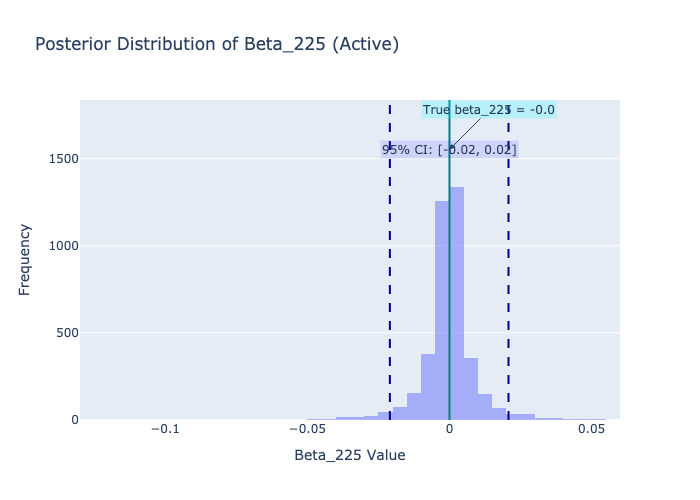 Posterior Distribution of Beta_225 (Active)
True beta_225 = -0.0
95% CI: [-0.02, 0.02]
1500
1000
500
0
Frequency
−0.1
−0.05
0
0.05
Beta_225 Value